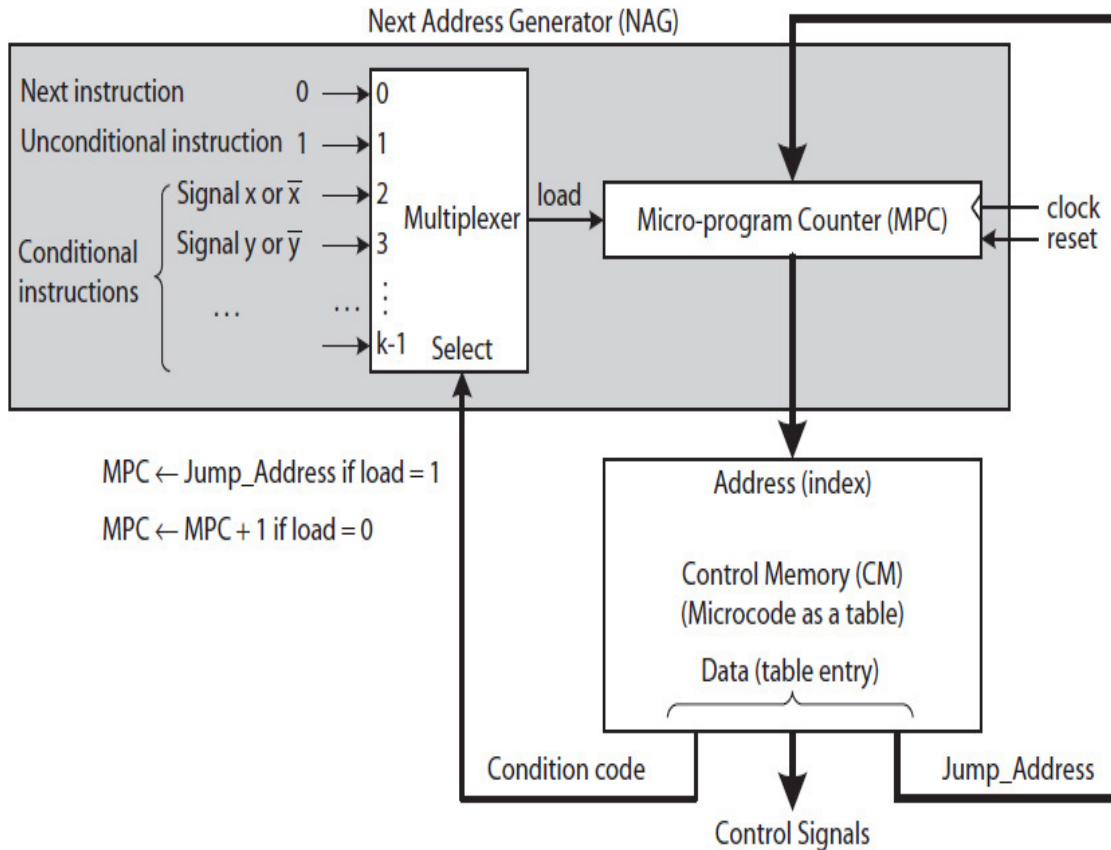 Next Address Generator (NAG)
Next instruction 0 0
Unconditional instruction 1 1
Signal x or x̅ 2
Signal y or y̅ 3
Conditional
instructions
... ... ⋮
k-1
Multiplexer
Select
load
Micro-program Counter (MPC)
clock
reset
MPC ← Jump_Address if load = 1
MPC ← MPC + 1 if load = 0
Address (index)
Control Memory (CM)
(Microcode as a table)
Data (table entry)
Condition code
Jump_Address
Control Signals